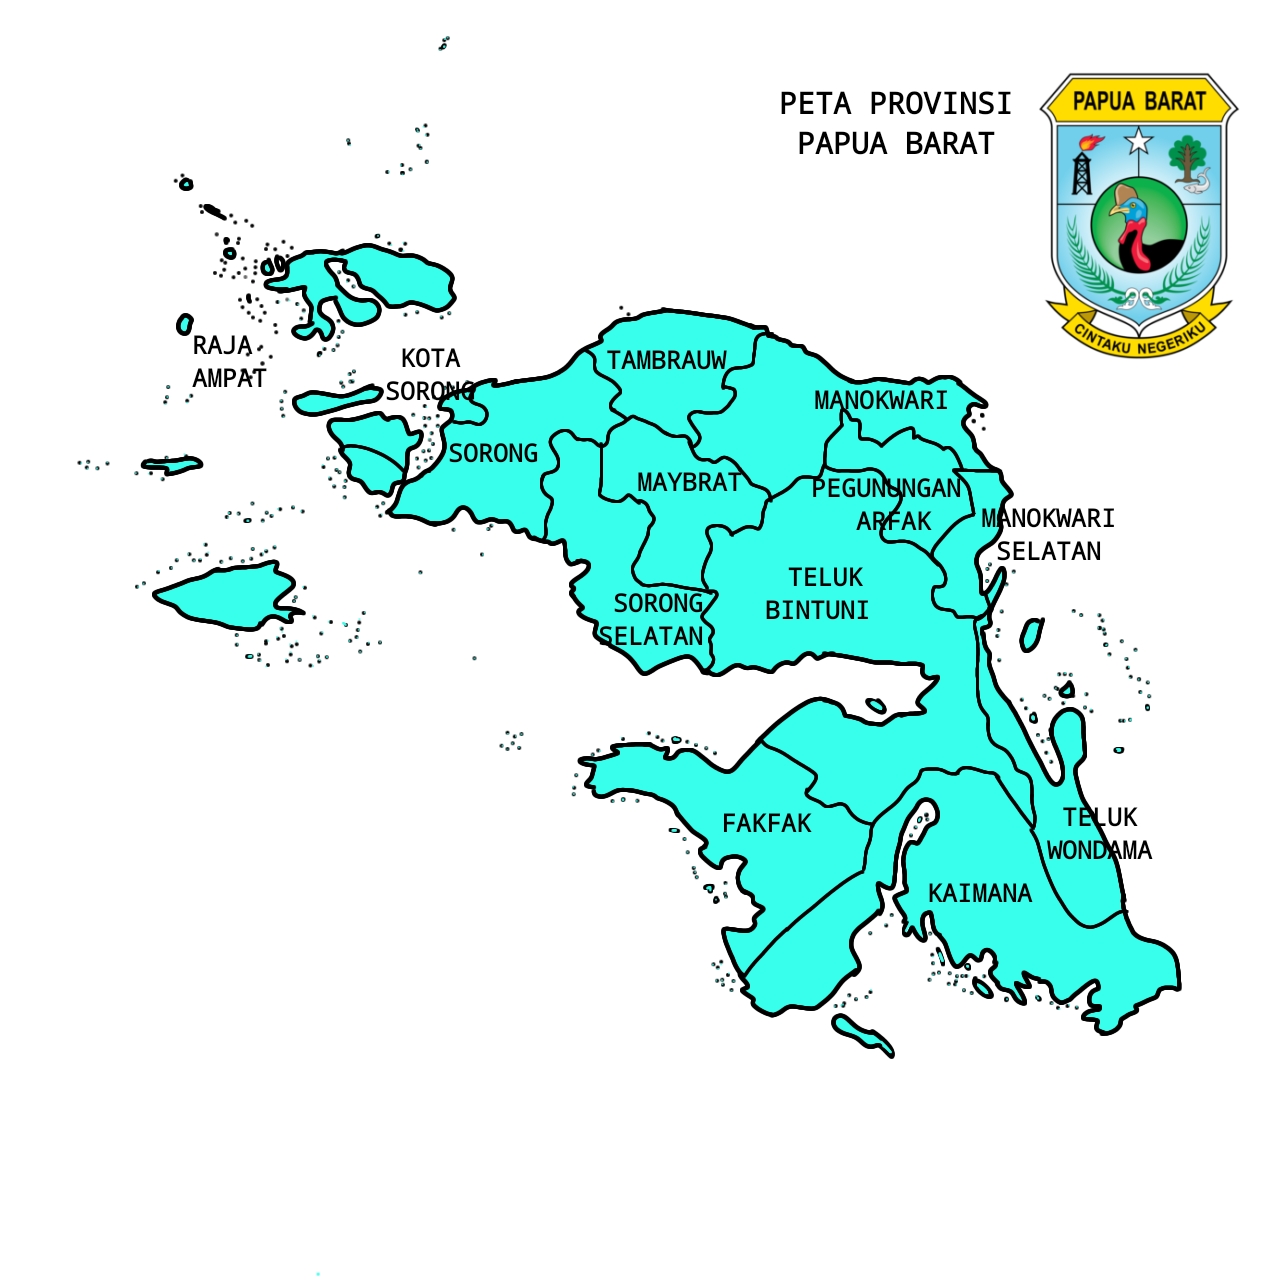 PETA PROVINSI
PAPUA BARAT
PAPUA BARAT
CINTAKU NEGERIKU
RAJA
AMPAT
KOTA
SORONG
TAMBRAUW
MANOKWARI
SORONG
MAYBRAT
PEGUNUNGAN
ARFAK
MANOKWARI
SELATAN
TELUK
BINTUNI
SORONG
SELATAN
FAKFAK
TELUK
WONDAMA
KAIMANA